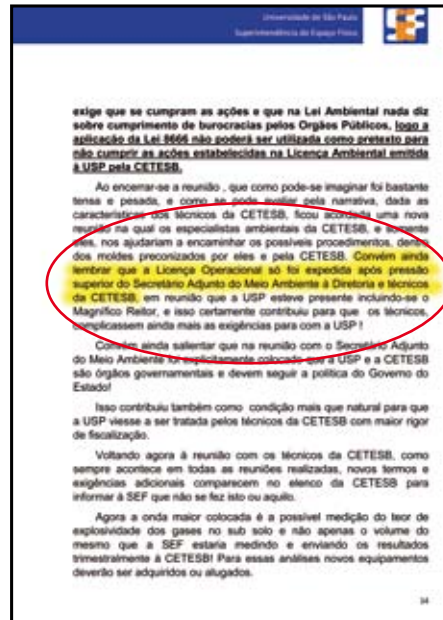 Universidade de São Paulo
Superintendência do Espaço Físico
exige que se cumpram as ações e que na Lei Ambiental nada diz
sobre cumprimento de burocracias pelos Orgãos Públicos, logo a
aplicação da Lei 8666 não poderá ser utilizada como pretexto para
não cumprir as ações estabelecidas na Licença Ambiental emitida
à USP pela CETESB.
Ao encerrar-se a reunião , que como pode-se imaginar foi bastante
tensa e pesada, e como se pode avaliar pela narrativa, dada as
características dos técnicos da CETESB, ficou acordada uma nova
reunião na qual os especialistas ambientais da CETESB, e somente
eles, nos ajudariam a encaminhar os possíveis procedimentos, dentro
dos moldes preconizados por eles e pela CETESB. Convém ainda
lembrar que a Licença Operacional só foi expedida após pressão
superior do Secretário Adjunto do Meio Ambiente à Diretoria e técnicos
da CETESB, em reunião que a USP esteve presente incluindo-se o
Magnífico Reitor, e isso certamente contribuiu para que os técnicos,
complicassem ainda mais as exigências para com a USP !
Convém ainda salientar que na reunião com o Secretário Adjunto
do Meio Ambiente foi explicitamente colocado que a USP e a CETESB
são órgãos governamentais e devem seguir a política do Governo do
Estado!
Isso contribuiu também como condição mais que natural para que
a USP viesse a ser tratada pelos técnicos da CETESB com maior rigor
de fiscalização.
Voltando agora à reunião com os técnicos da CETESB, como
sempre acontece em todas as reuniões realizadas, novos termos e
exigências adicionais comparecem no elenco da CETESB para
informar à SEF que não se fez isto ou aquilo.
Agora a onda maior colocada é a possível medição do teor de
explosividade dos gases no sub solo e não apenas o volume do
mesmo que a SEF estaria medindo e enviando os resultados
trimestralmente à CETESB! Para essas análises novos equipamentos
deverão ser adquiridos ou alugados.